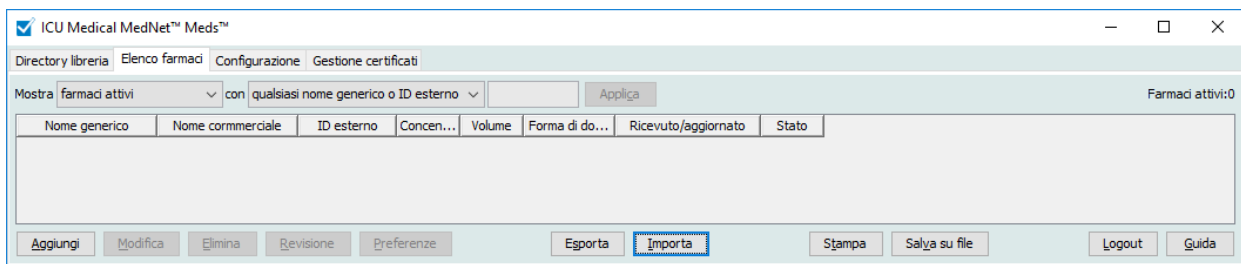 ICU Medical MedNet™ Meds™
Directory libreria Elenco farmaci Configurazione Gestione certificati
Mostra farmaci attivi con qualsiasi nome generico o ID esterno Applica Farmaci attivi:0
Nome generico Nome cormmerciale ID esterno Concen... Volume Forma di do... Ricevuto/aggiornato Stato
Aggiungi Modifica Elimina Revisione Preferenze Esporta Importa Stampa Salva su file Logout Guida